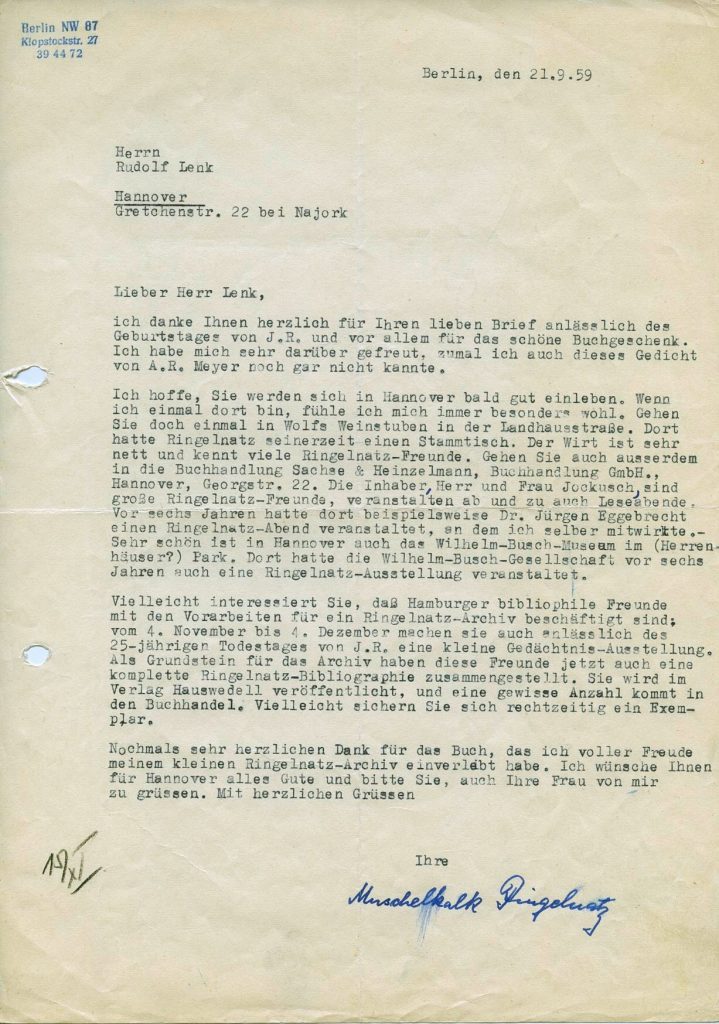 Berlin NW 87
Klopstockstr. 27
39 44 72
Berlin, den 21.9.59
Herrn
Rudolf Lenk
Hannover
Gretchenstr. 22 bei Najork
Lieber Herr Lenk,
ich danke Ihnen herzlich für Ihren lieben Brief anlässlich des
Geburtstages von J.R. und vor allem für das schöne Buchgeschenk.
Ich habe mich sehr darüber gefreut, zumal ich auch dieses Gedicht
von A.R. Meyer noch gar nicht kannte.
Ich hoffe, Sie werden sich in Hannover bald gut einleben. Wenn
ich einmal dort bin, fühle ich mich immer besonders wohl. Gehen
Sie doch einmal in Wolfs Weinstuben in der Landhausstraße. Dort
hatte Ringelnatz seinerzeit einen Stammtisch. Der Wirt ist sehr
nett und kennt viele Ringelnatz-Freunde. Gehen Sie auch ausserdem
in die Buchhandlung Sachse & Heinzelmann, Buchhandlung GmbH.,
Hannover, Georgstr. 22. Die Inhaber, Herr und Frau Jockusch, sind
große Ringelnatz-Freunde, veranstalten ab und zu auch Leseabende.
Vor sechs Jahren hatte dort beispielsweise Dr. Jürgen Eggebrecht
einen Ringelnatz-Abend veranstaltet, an dem ich selber mitwirkte.-
Sehr schön ist in Hannover auch das Wilhelm-Busch-Museum im (Herren-
häuser?) Park. Dort hatte die Wilhelm-Busch-Gesellschaft vor sechs
Jahren auch eine Ringelnatz-Ausstellung veranstaltet.
Vielleicht interessiert Sie, daß Hamburger bibliophile Freunde
mit den Vorarbeiten für ein Ringelnatz-Archiv beschäftigt sind;
vom 4. November bis 4. Dezember machen sie auch anlässlich des
25-jährigen Todestages von J.R. eine kleine Gedächtnis-Ausstellung.
Als Grundstein für das Archiv haben diese Freunde jetzt auch eine
komplette Ringelnatz-Bibliographie zusammengestellt. Sie wird im
Verlag Hauswedell veröffentlicht, und eine gewisse Anzahl kommt in
den Buchhandel. Vielleicht sichern Sie sich rechtzeitig ein Exem-
plar.
Nochmals sehr herzlichen Dank für das Buch, das ich voller Freude
meinem kleinen Ringelnatz-Archiv einverleibt habe. Ich wünsche Ihnen
für Hannover alles Gute und bitte Sie, auch Ihre Frau von mir
zu grüssen. Mit herzlichen Grüssen
Ihre
Muschelkalk Ringelnatz